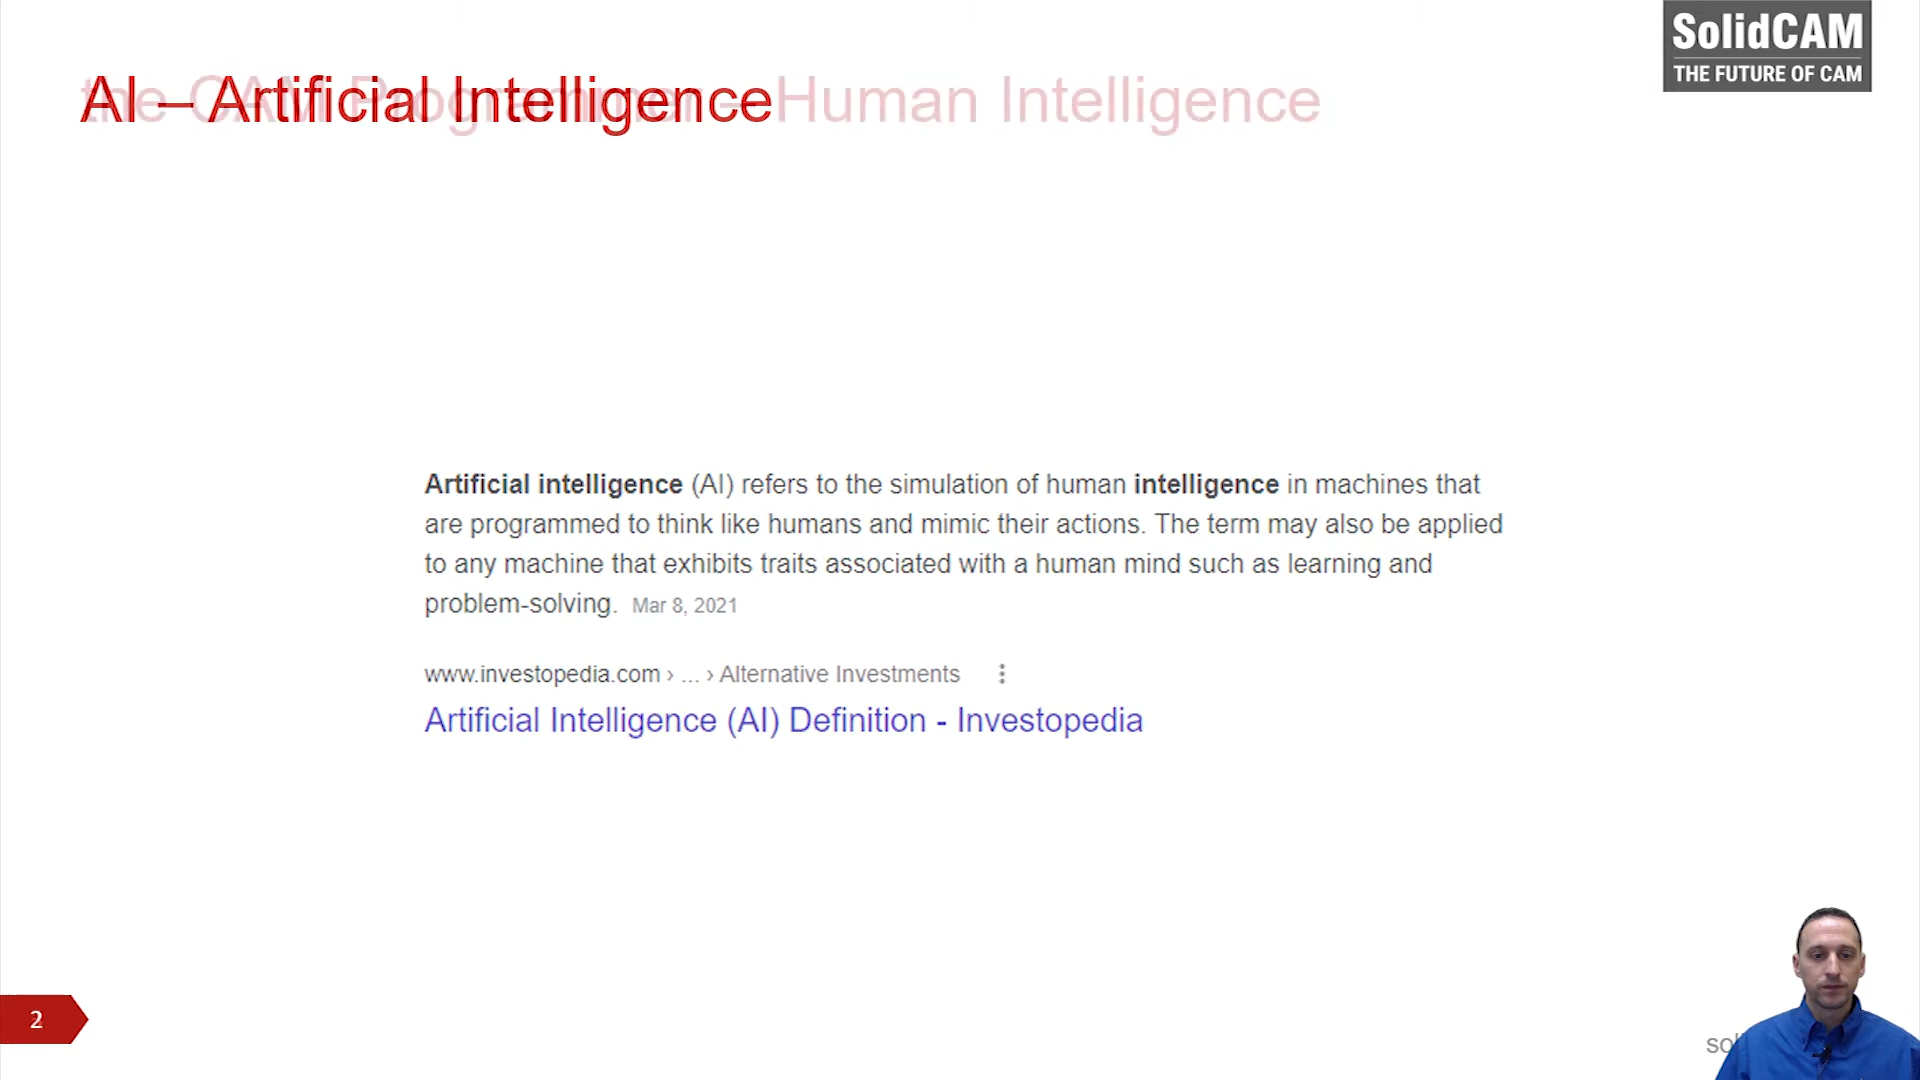 SolidCAM
THE FUTURE OF CAM
AI – Artificial Intelligence
the CAM Programmer – Human Intelligence
Artificial intelligence (AI) refers to the simulation of human intelligence in machines that
are programmed to think like humans and mimic their actions. The term may also be applied
to any machine that exhibits traits associated with a human mind such as learning and
problem-solving. Mar 8, 2021
www.investopedia.com › ... › Alternative Investments
Artificial Intelligence (AI) Definition - Investopedia
2